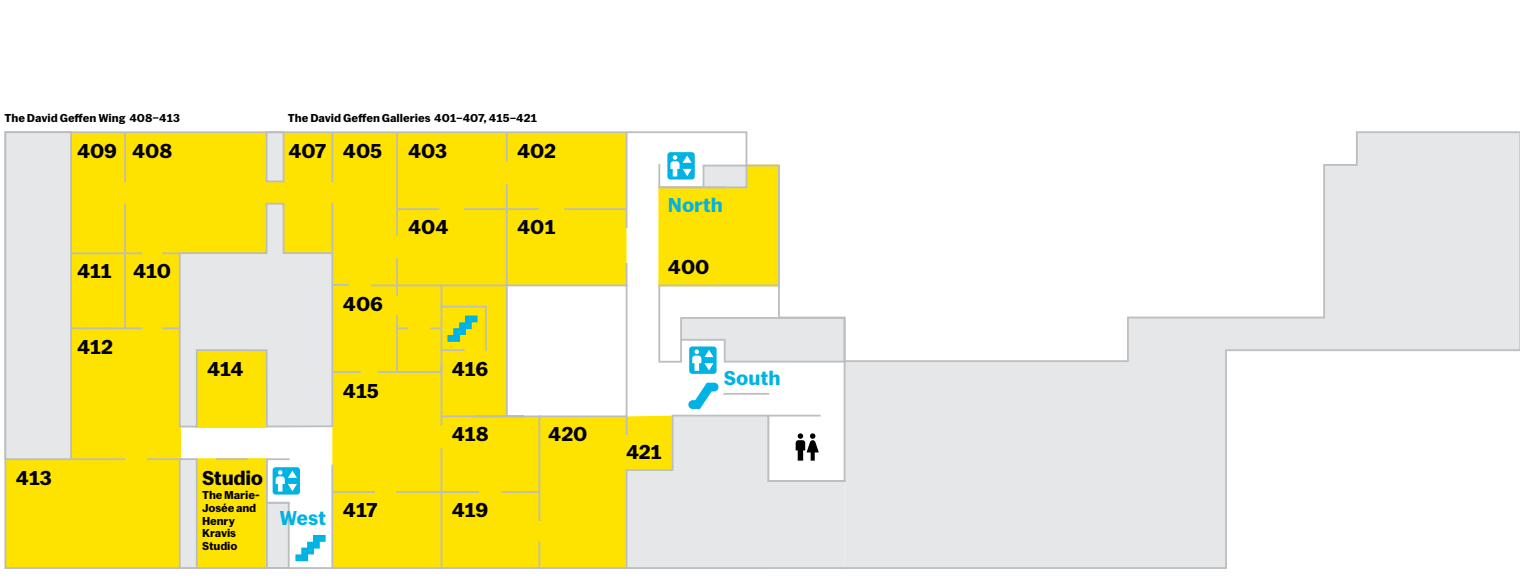 The David Geffen Wing 408–413
The David Geffen Galleries 401–407, 415–421
409
408
407
405
403
402
North
404
401
400
411
410
406
412
414
416
South
415
418
420
421
413
Studio
The Marie-
Josée and
Henry
Kravis
Studio
West
417
419